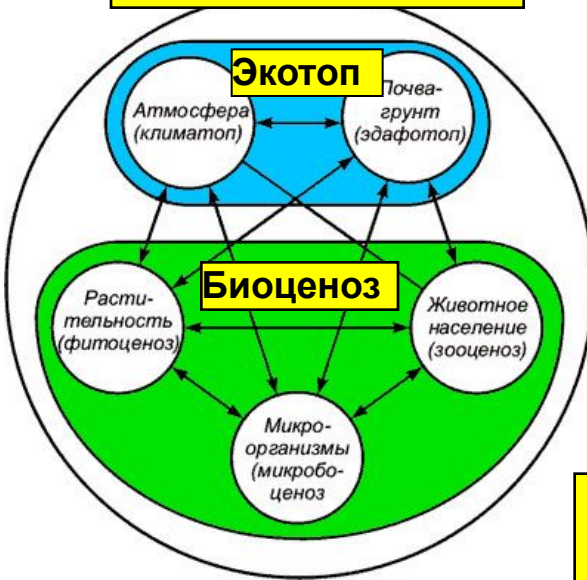 Экотоп
Атмосфера
(климатоп)
Почва-
грунт
(эдафотоп)
Биоценоз
Расти-
тельность
(фитоценоз)
Животное
население
(зооценоз)
Микро-
организмы
(микробо-
ценоз